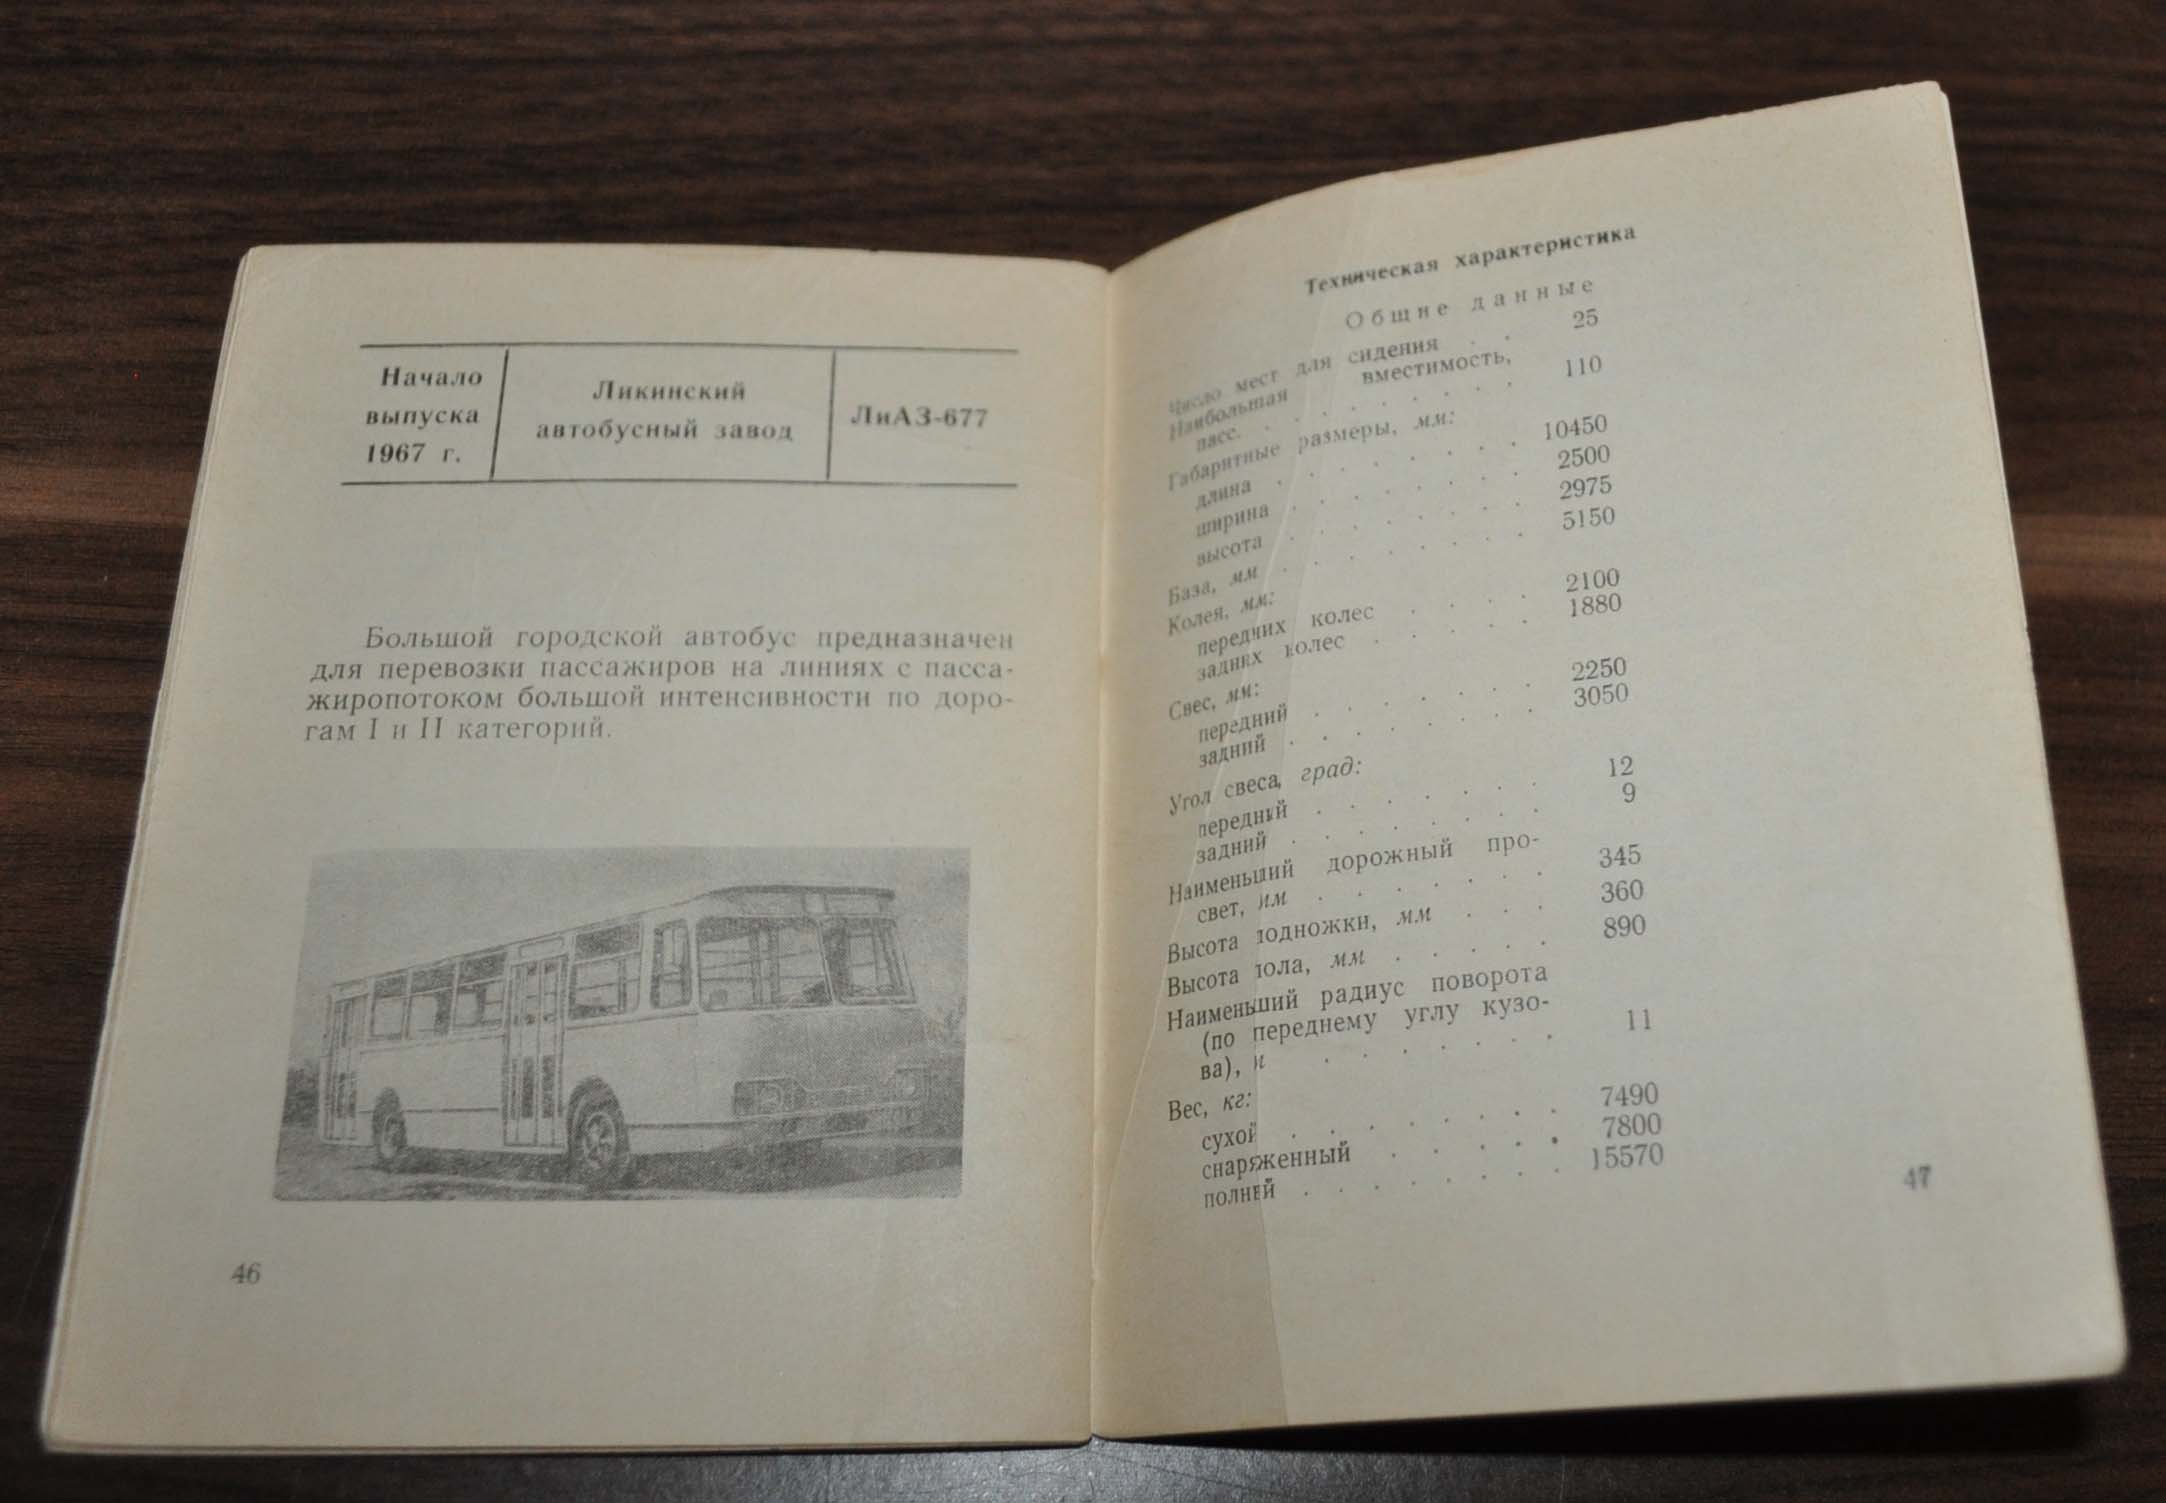 Начало
выпуска
1967 г.
Ликинский
автобусный завод
ЛиАЗ-677
Большой городской автобус предназначен
для перевозки пассажиров на линиях с пасса-
жиропотоком большой интенсивности по доро-
гам I и II категорий.
46
Техническая характеристика
Общие данные
Число мест для сидения . . 25
Наибольшая вместимость,
пасс. . . . . . . . . 110
Габаритные размеры, мм:
длина . . . . . . . . 10450
ширина . . . . . . . . 2500
высота . . . . . . . . 2975
База, мм . . . . . . . . 5150
Колея, мм:
передних колес . . . . 2100
задних колес . . . . . 1880
Свес, мм:
передний . . . . . . . 2250
задний . . . . . . . . 3050
Угол свеса, град:
передний . . . . . . . 12
задний . . . . . . . . 9
Наименьший дорожный про-
свет, мм . . . . . . . 345
Высота подножки, мм . . . 360
Высота пола, мм . . . . . 890
Наименьший радиус поворота
(по переднему углу кузо-
ва), м . . . . . . . 11
Вес, кг:
сухой . . . . . . . . 7490
снаряженный . . . . . 7800
полней . . . . . . . . 15570
47